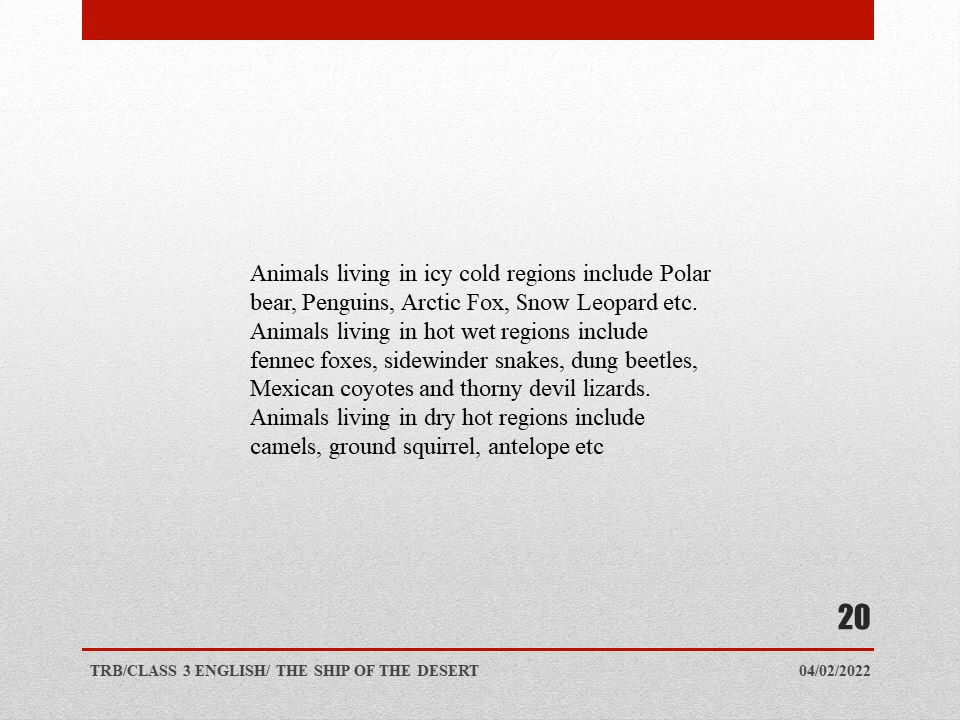 Animals living in icy cold regions include Polar
bear, Penguins, Arctic Fox, Snow Leopard etc.
Animals living in hot wet regions include
fennec foxes, sidewinder snakes, dung beetles,
Mexican coyotes and thorny devil lizards.
Animals living in dry hot regions include
camels, ground squirrel, antelope etc
20
TRB/CLASS 3 ENGLISH/ THE SHIP OF THE DESERT 04/02/2022